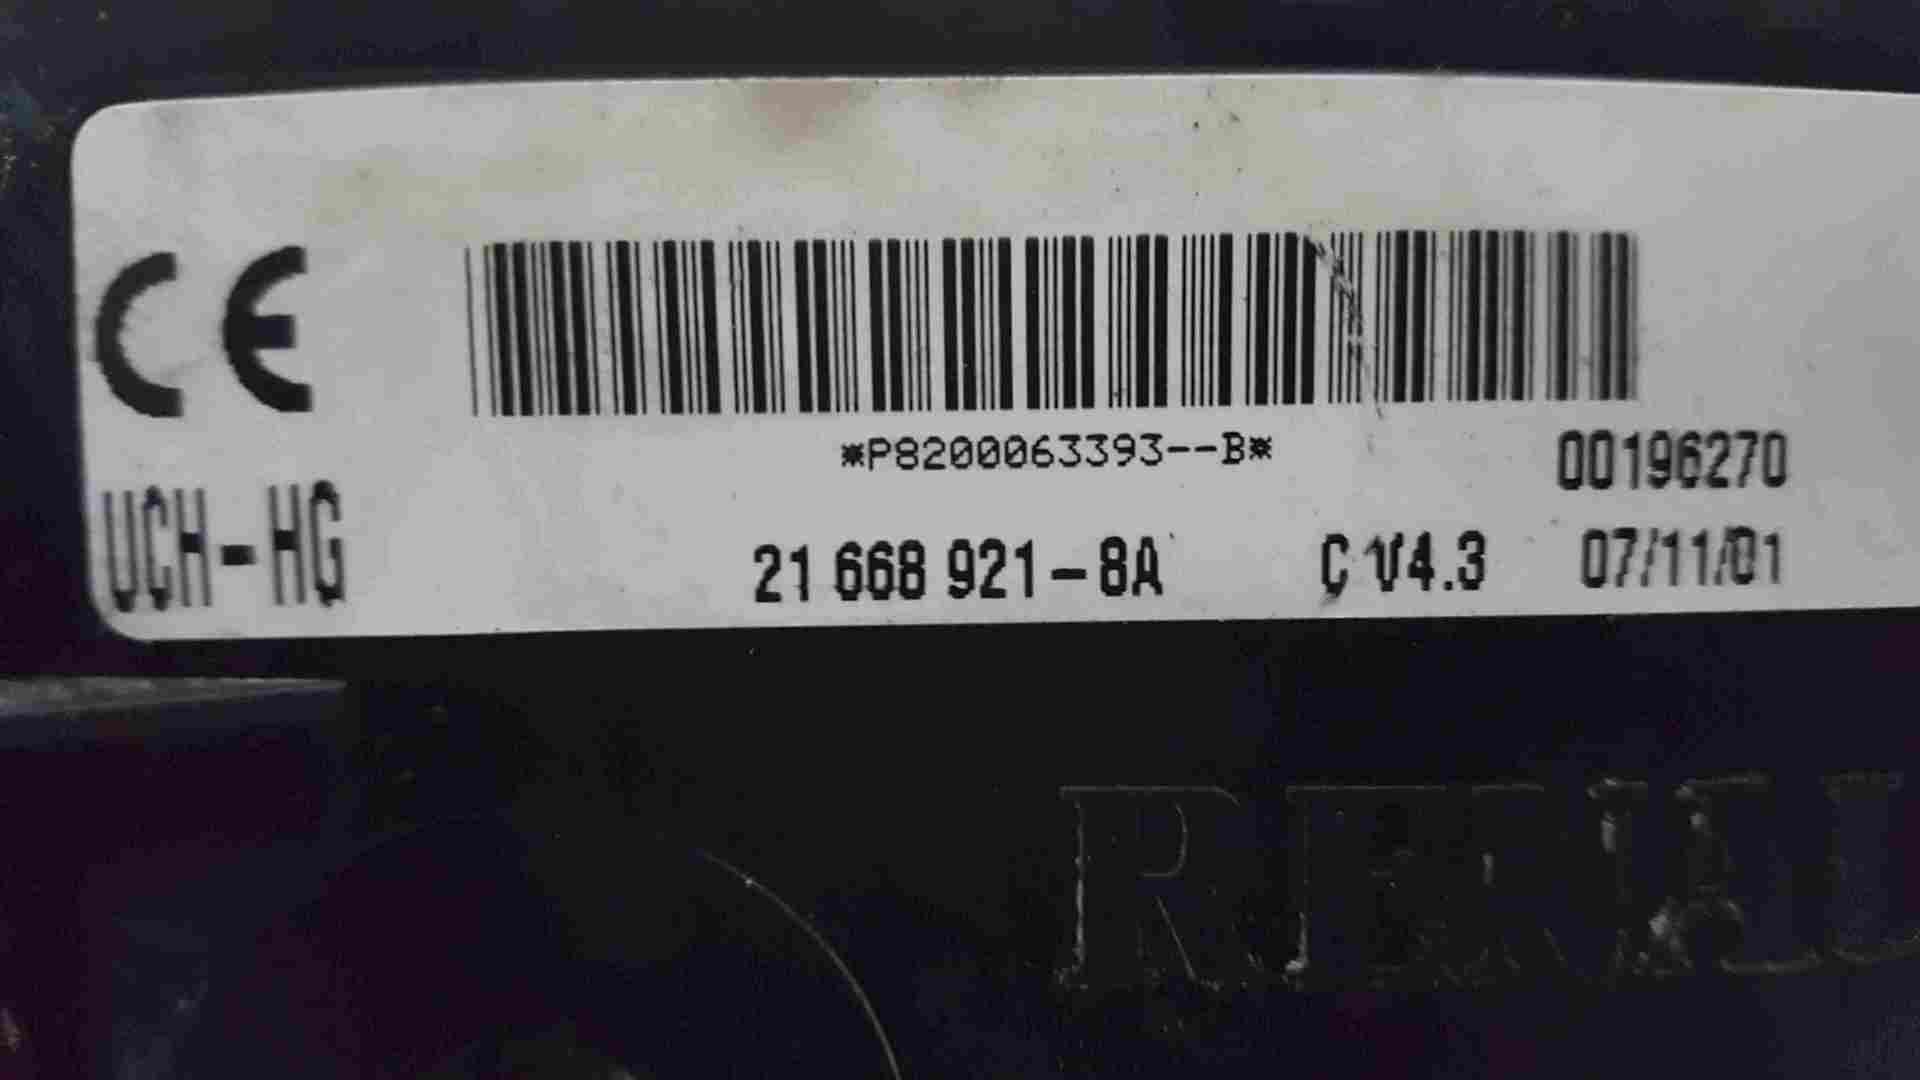 CE
*P8200063393--B*
00196270
UCH-HG
21 668 921-8A
C V4.3
07/11/01